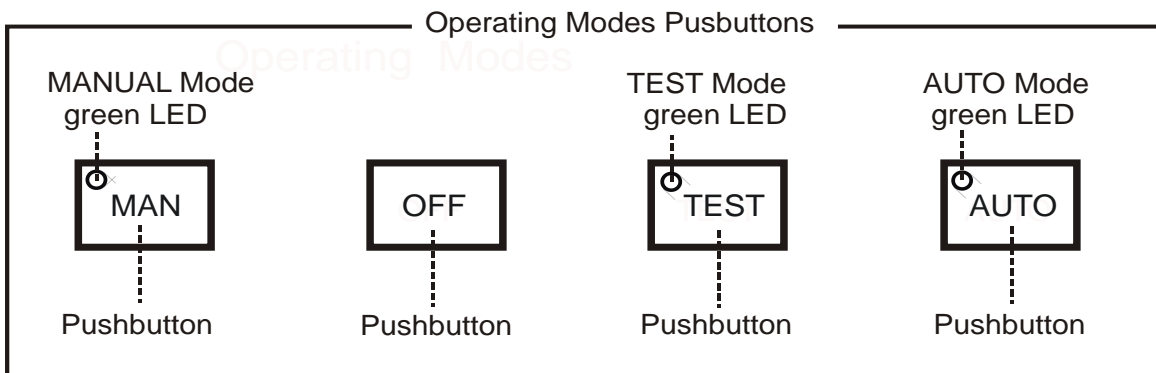 Operating Modes Pusbuttons
Operating Modes
MANUAL Mode
green LED
TEST Mode
green LED
AUTO Mode
green LED
MAN
OFF
TEST
AUTO
Pushbutton
Pushbutton
Pushbutton
Pushbutton